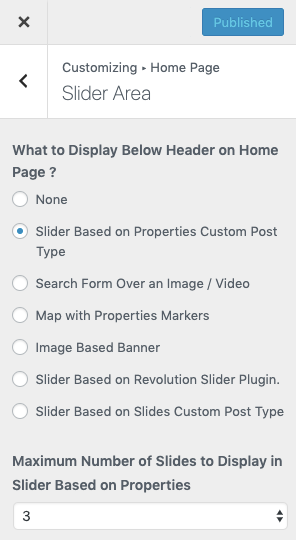 Published
Customizing ▸ Home Page
Slider Area
What to Display Below Header on Home
Page ?
None
Slider Based on Properties Custom Post
Type
Search Form Over an Image / Video
Map with Properties Markers
Image Based Banner
Slider Based on Revolution Slider Plugin.
Slider Based on Slides Custom Post Type
Maximum Number of Slides to Display in
Slider Based on Properties
3